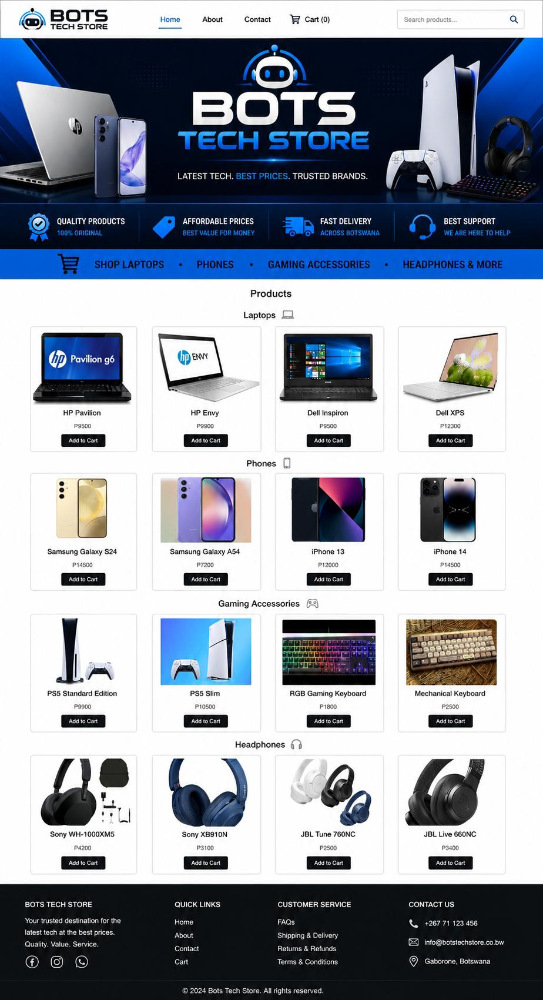 BOTS
TECH STORE
Home
About
Contact
Cart (0)
Search products...
hp
BOTS
TECH STORE
LATEST TECH. BEST PRICES. TRUSTED BRANDS.
QUALITY PRODUCTS
100% ORIGINAL
AFFORDABLE PRICES
BEST VALUE FOR MONEY
FAST DELIVERY
ACROSS BOTSWANA
BEST SUPPORT
WE ARE HERE TO HELP
SHOP LAPTOPS • PHONES • GAMING ACCESSORIES • HEADPHONES & MORE
Products
Laptops
hp Pavilion g6
HP Pavilion
P9500
Add to Cart
hp ENVY
HP Envy
P9900
Add to Cart
Dell Inspiron
P9500
Add to Cart
Dell XPS
P12300
Add to Cart
Phones
Samsung Galaxy S24
P14500
Add to Cart
Samsung Galaxy A54
P7200
Add to Cart
iPhone 13
P12000
Add to Cart
iPhone 14
P14500
Add to Cart
Gaming Accessories
PS5 Standard Edition
P9900
Add to Cart
PS5 Slim
P10500
Add to Cart
RGB Gaming Keyboard
P1800
Add to Cart
Mechanical Keyboard
P2500
Add to Cart
Headphones
Sony WH-1000XM5
P4200
Add to Cart
Sony XB910N
P3100
Add to Cart
JBL Tune 760NC
P2500
Add to Cart
JBL Live 660NC
P3400
Add to Cart
BOTS TECH STORE
Your trusted destination for the
latest tech at the best prices.
Quality. Value. Service.
QUICK LINKS
Home
About
Contact
Cart
CUSTOMER SERVICE
FAQs
Shipping & Delivery
Returns & Refunds
Terms & Conditions
CONTACT US
+267 71 123 456
info@botstechstore.co.bw
Gaborone, Botswana
© 2024 Bots Tech Store. All rights reserved.